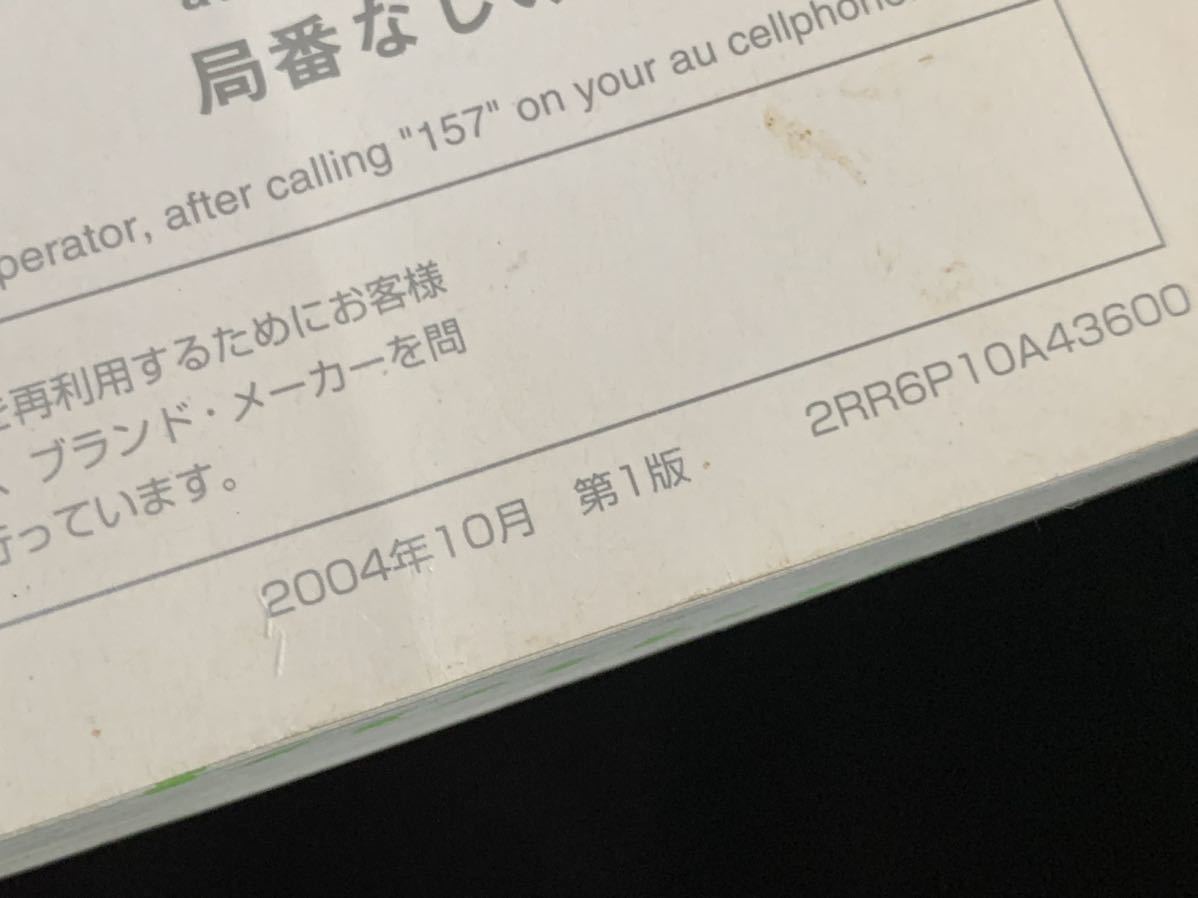 局番なし
perator, after calling "157" on your au cellphone.
再利用するためにお客様
、ブランド・メーカーを問
行っています。
2004年10月 第1版
2RR6P10A43600